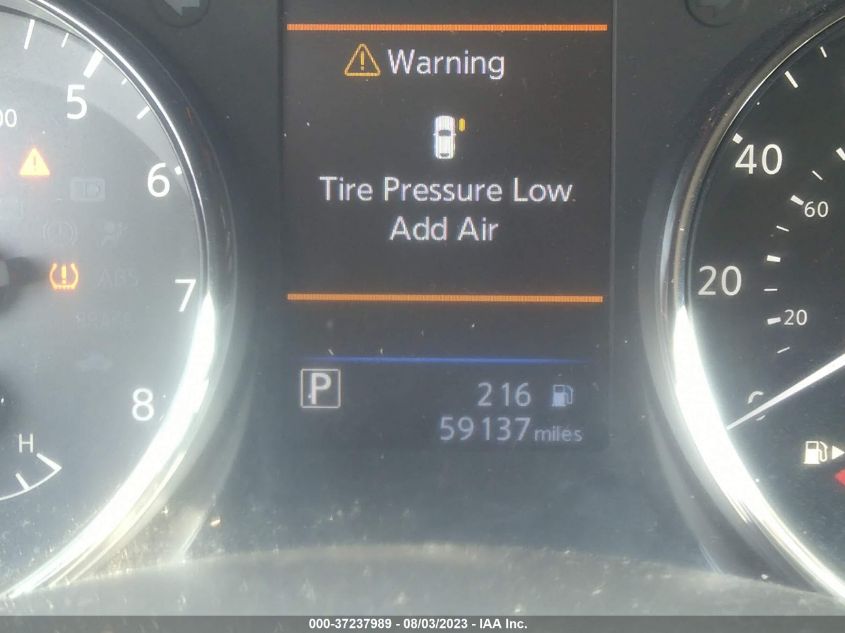 Warning
Tire Pressure Low
Add Air
P
216
59137 miles
5
6
7
8
H
40
60
20
20
ABS
000-37237989 - 08/03/2023 - IAA Inc.